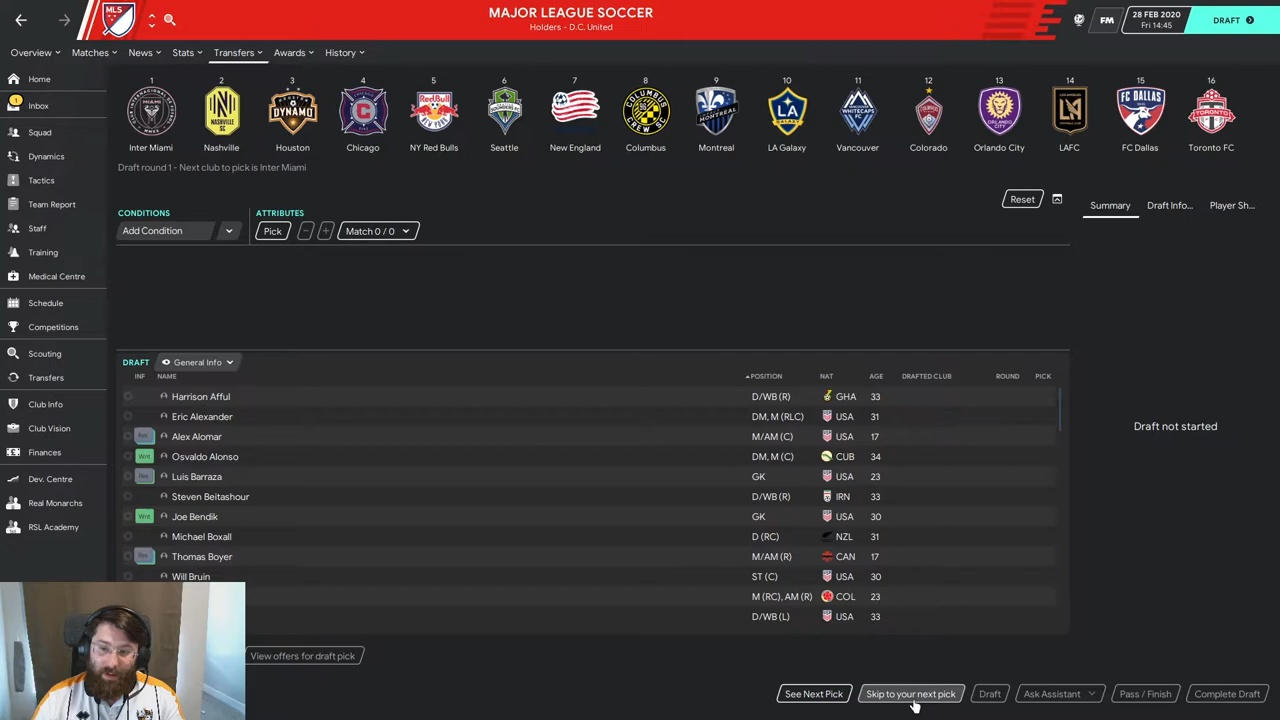 MLS
MAJOR LEAGUE SOCCER
Holders - D.C. United
FM
28 FEB 2020
Fri 14:45
DRAFT
Overview
Matches
News
Stats
Transfers
Awards
History
Home
1
Inbox
Squad
Dynamics
Tactics
Team Report
Staff
Training
Medical Centre
Schedule
Competitions
Scouting
Transfers
Club Info
Club Vision
Finances
Dev. Centre
Real Monarchs
RSL Academy
1 2 3 4 5 6 7 8 9 10 11 12 13 14 15 16
Inter Miami Nashville Houston Chicago NY Red Bulls Seattle New England Columbus Montreal LA Galaxy Vancouver Colorado Orlando City LAFC FC Dallas Toronto FC
Draft round 1 - Next club to pick is Inter Miami
Reset
CONDITIONS
Add Condition
ATTRIBUTES
Pick
Match 0 / 0
Summary
Draft Info...
Player Sh...
Draft not started
DRAFT
General Info
INF NAME POSITION NAT AGE DRAFTED CLUB ROUND PICK
Harrison Afful D/WB (R) GHA 33
Eric Alexander DM, M (RLC) USA 31
Alex Alomar M/AM (C) USA 17
Wnt Osvaldo Alonso DM, M (C) CUB 34
Luis Barraza GK USA 23
Steven Beitashour D/WB (R) IRN 33
Wnt Joe Bendik GK USA 30
Michael Boxall D (RC) NZL 31
Thomas Boyer M/AM (R) CAN 17
Will Bruin ST (C) USA 30
M (RC), AM (R) COL 23
D/WB (L) USA 33
View offers for draft pick
See Next Pick
Skip to your next pick
Draft
Ask Assistant
Pass / Finish
Complete Draft